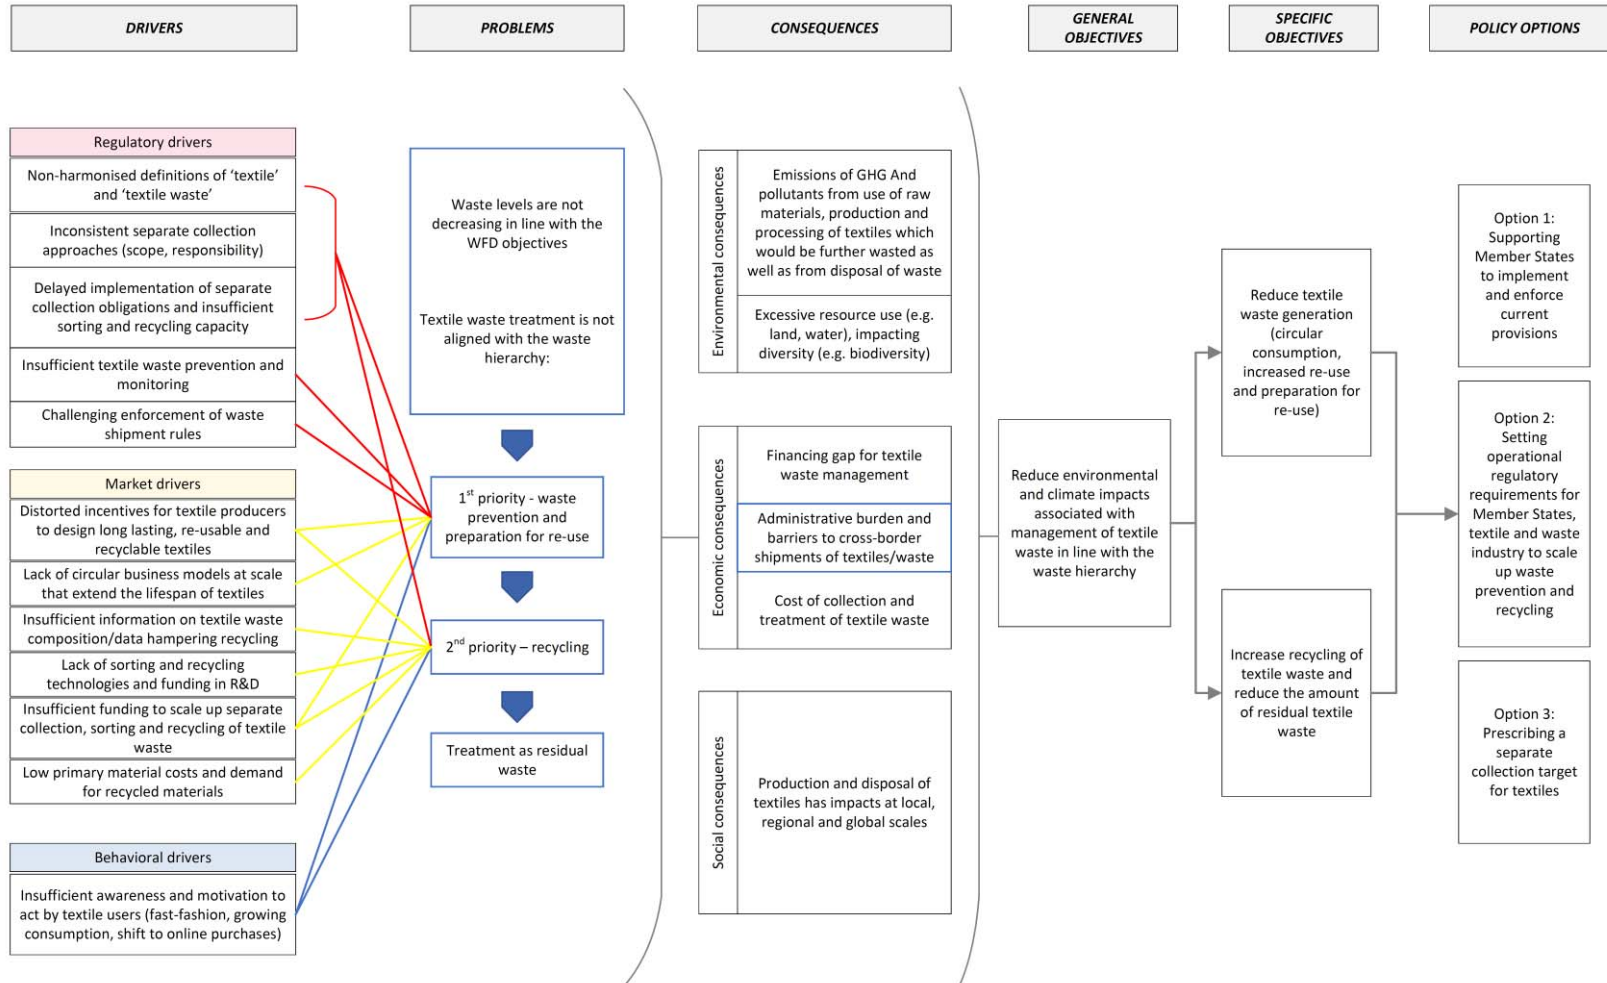 DRIVERS
PROBLEMS
CONSEQUENCES
GENERAL
OBJECTIVES
SPECIFIC
OBJECTIVES
POLICY OPTIONS
Regulatory drivers
Non-harmonised definitions of ‘textile’
and ‘textile waste’
Inconsistent separate collection
approaches (scope, responsibility)
Delayed implementation of separate
collection obligations and insufficient
sorting and recycling capacity
Insufficient textile waste prevention and
monitoring
Challenging enforcement of waste
shipment rules
Market drivers
Distorted incentives for textile producers
to design long lasting, re-usable and
recyclable textiles
Lack of circular business models at scale
that extend the lifespan of textiles
Insufficient information on textile waste
composition/data hampering recycling
Lack of sorting and recycling
technologies and funding in R&D
Insufficient funding to scale up separate
collection, sorting and recycling of textile
waste
Low primary material costs and demand
for recycled materials
Behavioral drivers
Insufficient awareness and motivation to
act by textile users (fast-fashion, growing
consumption, shift to online purchases)
Waste levels are not
decreasing in line with the
WFD objectives
Textile waste treatment is not
aligned with the waste
hierarchy:
1st priority - waste
prevention and
preparation for re-use
2nd priority – recycling
Treatment as residual
waste
Environmental consequences
Emissions of GHG And
pollutants from use of raw
materials, production and
processing of textiles which
would be further wasted as
well as from disposal of waste
Excessive resource use (e.g.
land, water), impacting
diversity (e.g. biodiversity)
Economic consequences
Financing gap for textile
waste management
Administrative burden and
barriers to cross-border
shipments of textiles/waste
Cost of collection and
treatment of textile waste
Social consequences
Production and disposal of
textiles has impacts at local,
regional and global scales
Reduce environmental
and climate impacts
associated with
management of textile
waste in line with the
waste hierarchy
Reduce textile
waste generation
(circular
consumption,
increased re-use
and preparation for
re-use)
Increase recycling of
textile waste and
reduce the amount
of residual textile
waste
Option 1:
Supporting
Member States
to implement
and enforce
current
provisions
Option 2:
Setting
operational
regulatory
requirements for
Member States,
textile and waste
industry to scale
up waste
prevention and
recycling
Option 3:
Prescribing a
separate
collection target
for textiles